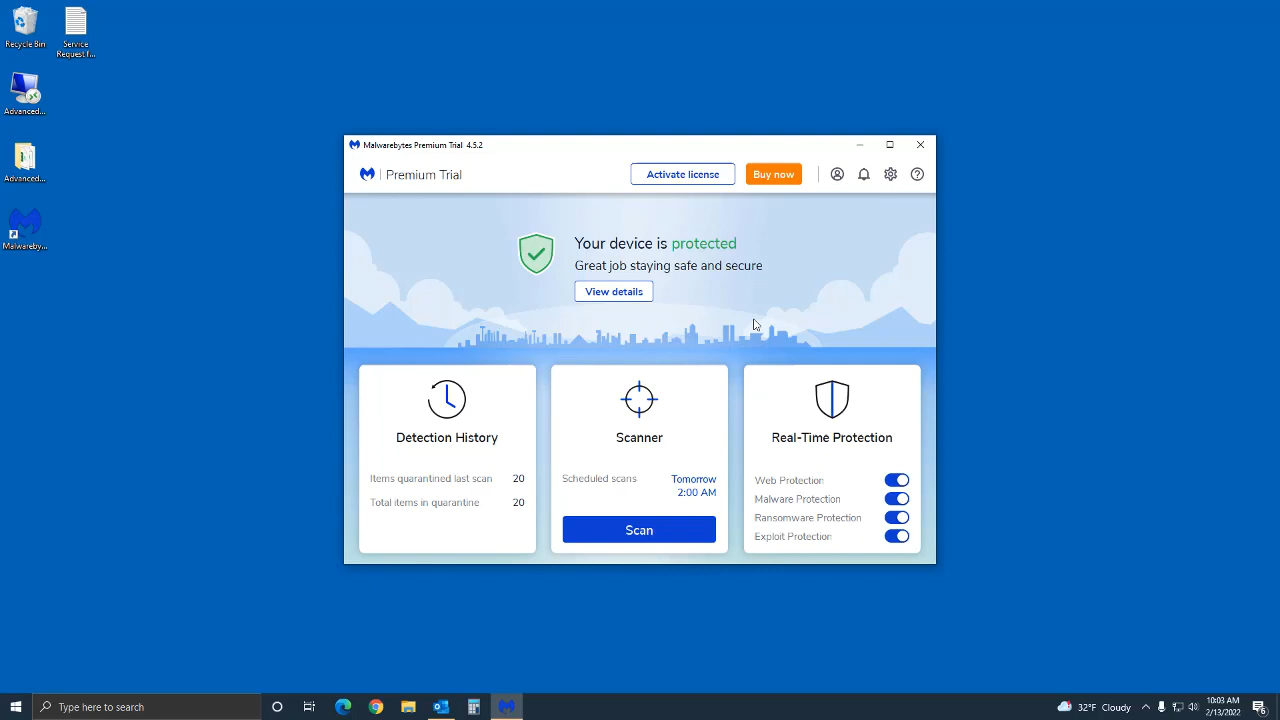 Recycle Bin
Service
Request f...
Advanced...
Advanced...
Malwareby...
Malwarebytes Premium Trial 4.5.2
Premium Trial
Activate license
Buy now
Your device is protected
Great job staying safe and secure
View details
Detection History
Items quarantined last scan 20
Total items in quarantine 20
Scanner
Scheduled scans Tomorrow
2:00 AM
Scan
Real-Time Protection
Web Protection
Malware Protection
Ransomware Protection
Exploit Protection
Type here to search
32°F Cloudy
10:03 AM
2/13/2022
6